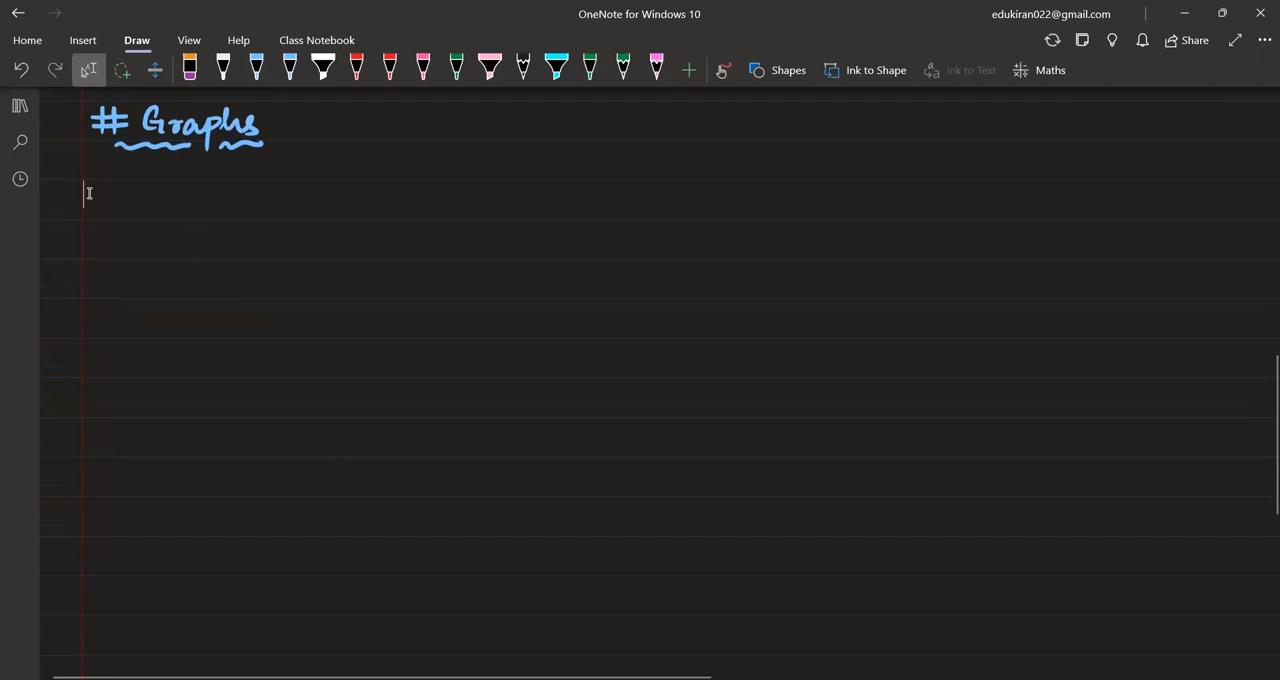 OneNote for Windows 10
edukiran022@gmail.com
Home Insert Draw View Help Class Notebook
Share
Shapes Ink to Shape Ink to Text Maths
# Graphs